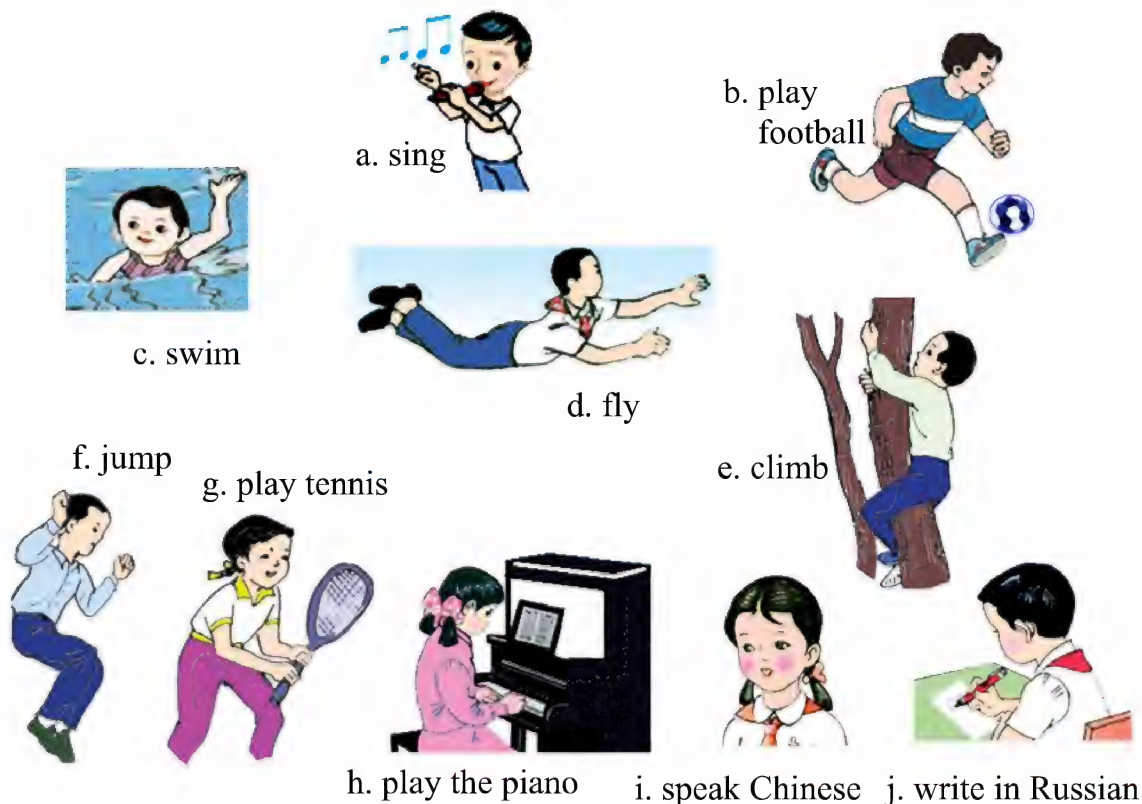 a. sing
b. play
football
c. swim
d. fly
e. climb
f. jump
g. play tennis
h. play the piano
i. speak Chinese
j. write in Russian